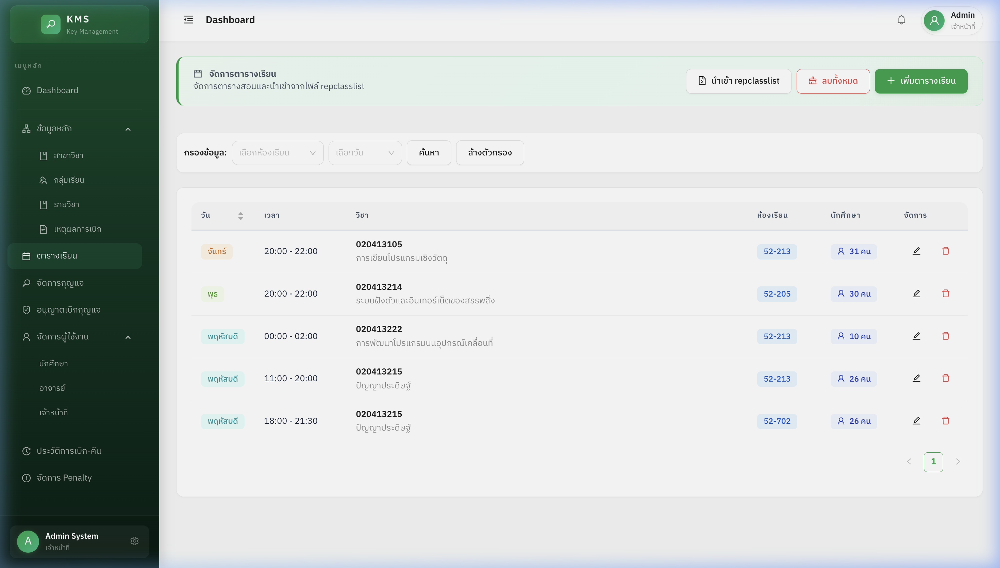 KMS
Key Management
เมนูหลัก
Dashboard
ข้อมูลหลัก
สาขาวิชา
กลุ่มเรียน
รายวิชา
เหตุผลการเบิก
ตารางเรียน
จัดการกุญแจ
อนุญาตเบิกกุญแจ
จัดการผู้ใช้งาน
นักศึกษา
อาจารย์
เจ้าหน้าที่
ประวัติการเบิก-คืน
จัดการ Penalty
A
Admin System
เจ้าหน้าที่
Dashboard
Admin
เจ้าหน้าที่
จัดการตารางเรียน
จัดการตารางสอนและนำเข้าจากไฟล์ repclasslist
นำเข้า repclasslist
ลบทั้งหมด
เพิ่มตารางเรียน
กรองข้อมูล: เลือกห้องเรียน เลือกวัน ค้นหา ล้างตัวกรอง
วัน เวลา วิชา ห้องเรียน นักศึกษา จัดการ
จันทร์ 20:00 - 22:00 020413105 52-213 31 คน
การเขียนโปรแกรมเชิงวัตถุ
พุธ 20:00 - 22:00 020413214 52-205 30 คน
ระบบฝังตัวและอินเทอร์เน็ตของสรรพสิ่ง
พฤหัสบดี 00:00 - 02:00 020413222 52-213 10 คน
การพัฒนาโปรแกรมบนอุปกรณ์เคลื่อนที่
พฤหัสบดี 11:00 - 20:00 020413215 52-213 26 คน
ปัญญาประดิษฐ์
พฤหัสบดี 18:00 - 21:30 020413215 52-702 26 คน
ปัญญาประดิษฐ์
1